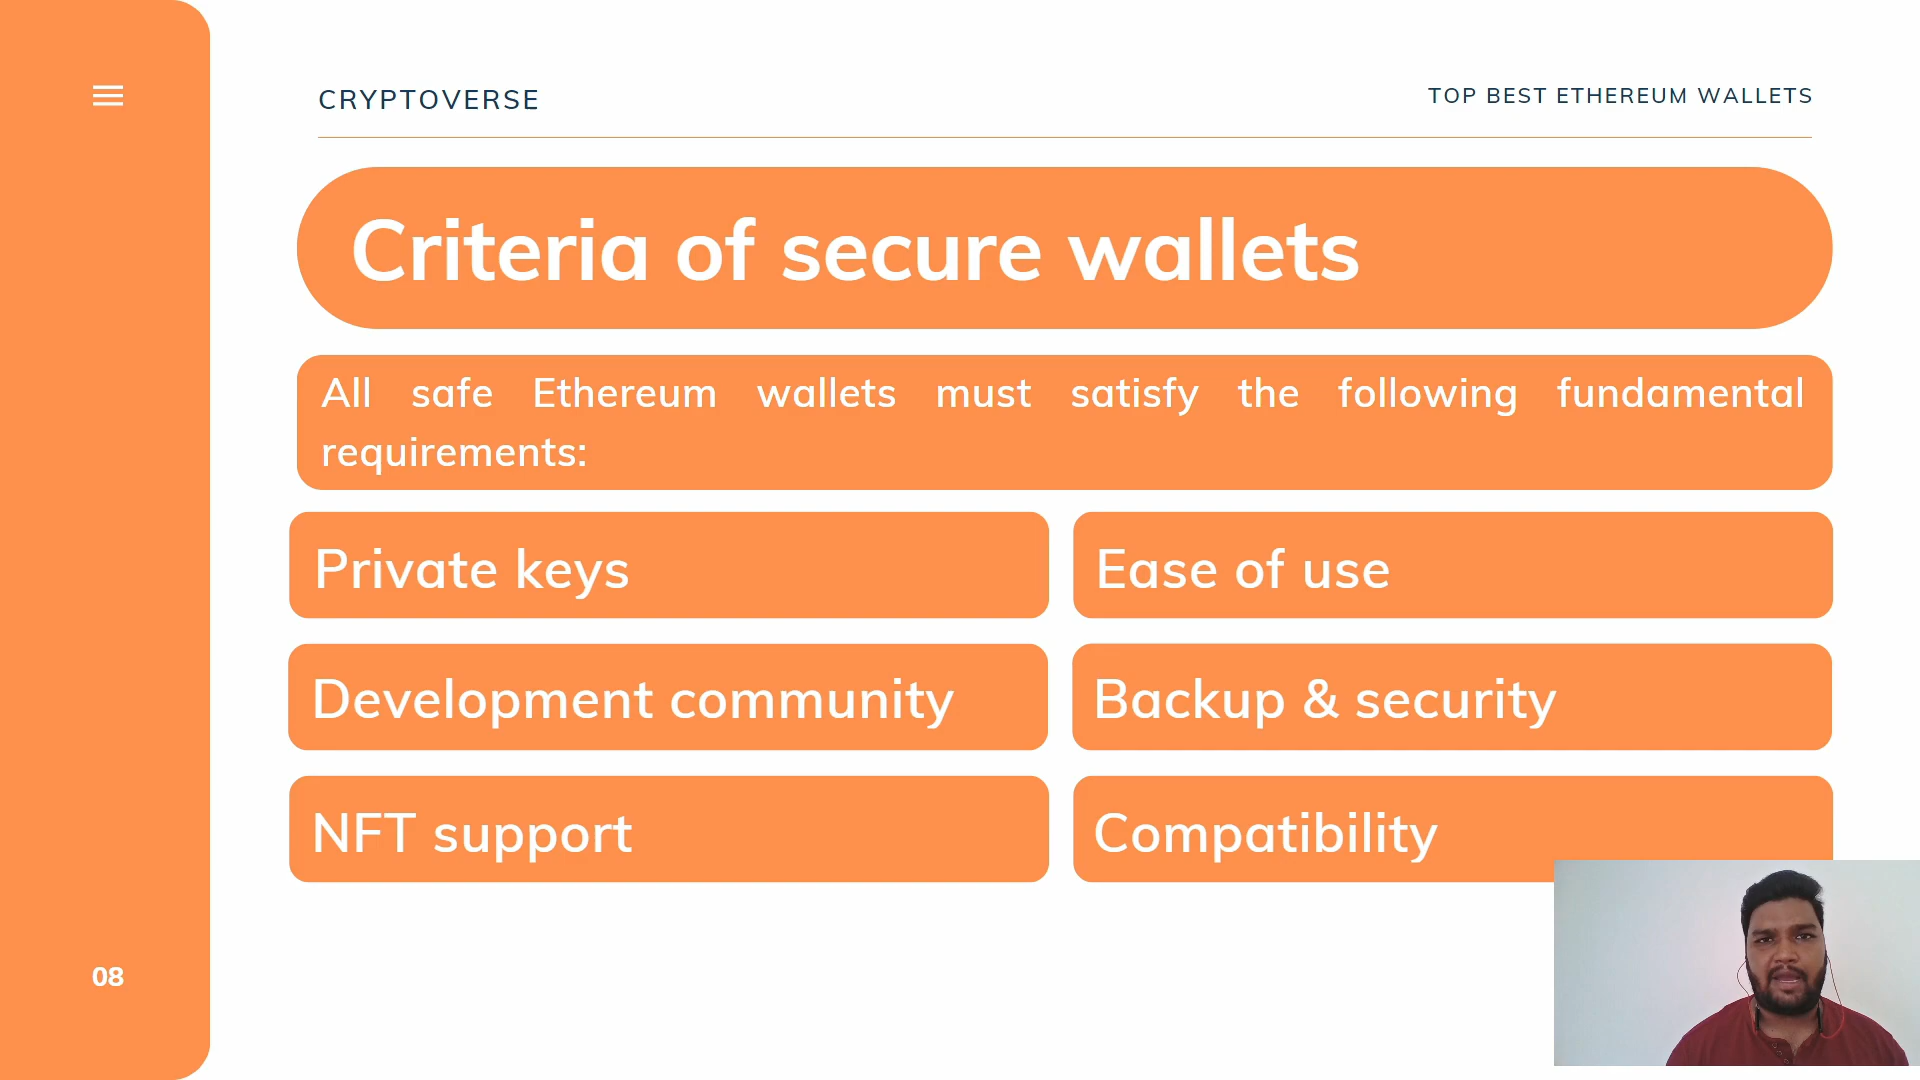 CRYPTOVERSE
TOP BEST ETHEREUM WALLETS
Criteria of secure wallets
All safe Ethereum wallets must satisfy the following fundamental
requirements:
Private keys
Ease of use
Development community
Backup & security
NFT support
Compatibility
08